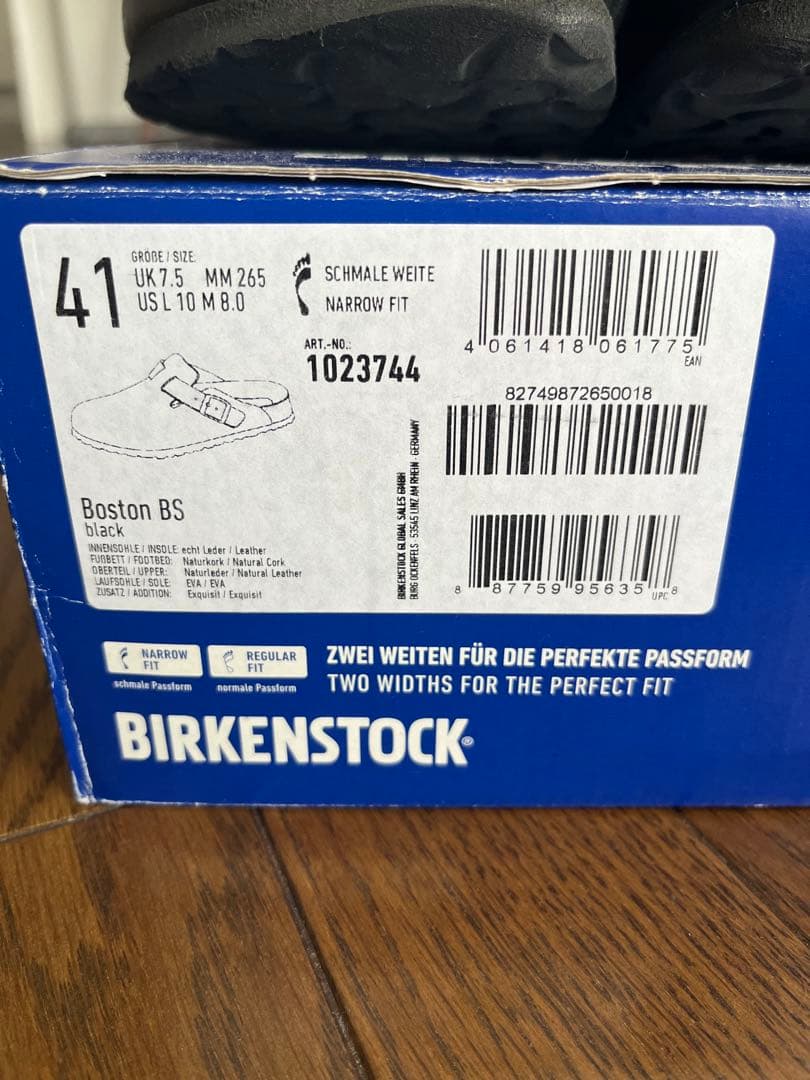 41
GRÖßE / SIZE
UK 7.5 MM 265
US L 10 M 8.0
SCHMALE WEITE
NARROW FIT
ART.-NO.:
1023744
4 061418 061775
EAN
82749872650018
8 87759 95635 8
UPC
BIRKENSTOCK GLOBAL SALES GMBH
BURG OCKENFELS · 53545 LINZ AM RHEIN · GERMANY
Boston BS
black
INNENSOHLE / INSOLE: echt Leder / Leather
FUßBETT / FOOTBED: Naturkork / Natural Cork
OBERTEIL / UPPER: Naturleder / Natural Leather
LAUFSOHLE / SOLE: EVA / EVA
ZUSATZ / ADDITION: Exquisit / Exquisit
NARROW
FIT
schmale Passform
REGULAR
FIT
normale Passform
ZWEI WEITEN FÜR DIE PERFEKTE PASSFORM
TWO WIDTHS FOR THE PERFECT FIT
BIRKENSTOCK®